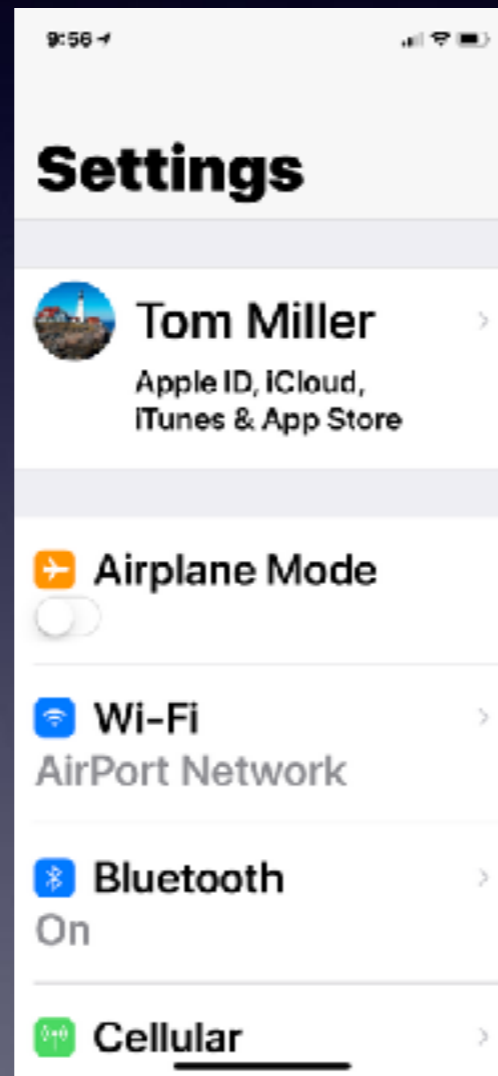 9:56
Settings
Tom Miller
Apple ID, iCloud,
iTunes & App Store
Airplane Mode
Wi-Fi
AirPort Network
Bluetooth
On
Cellular